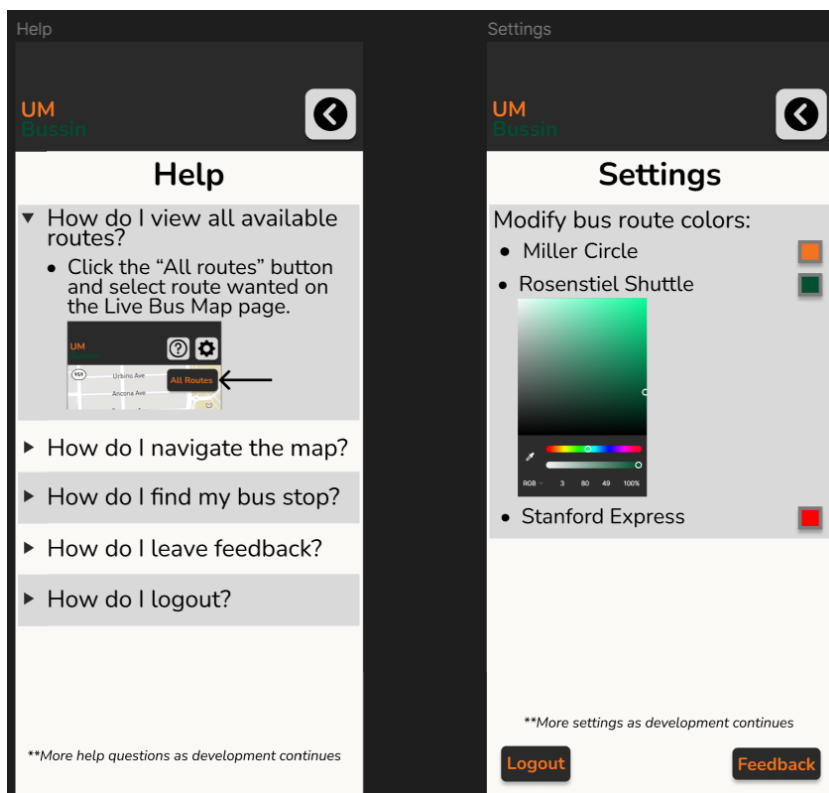 Help
UM
Bussin
Help
▼ How do I view all available
routes?
• Click the “All routes” button
and select route wanted on
the Live Bus Map page.
UM
Bussin
?
959
Urbino Ave
All Routes
Ancona Ave
▶ How do I navigate the map?
▶ How do I find my bus stop?
▶ How do I leave feedback?
▶ How do I logout?
**More help questions as development continues
Settings
UM
Bussin
Settings
Modify bus route colors:
• Miller Circle
• Rosenstiel Shuttle
RGB 3 80 49 100%
• Stanford Express
**More settings as development continues
Logout
Feedback